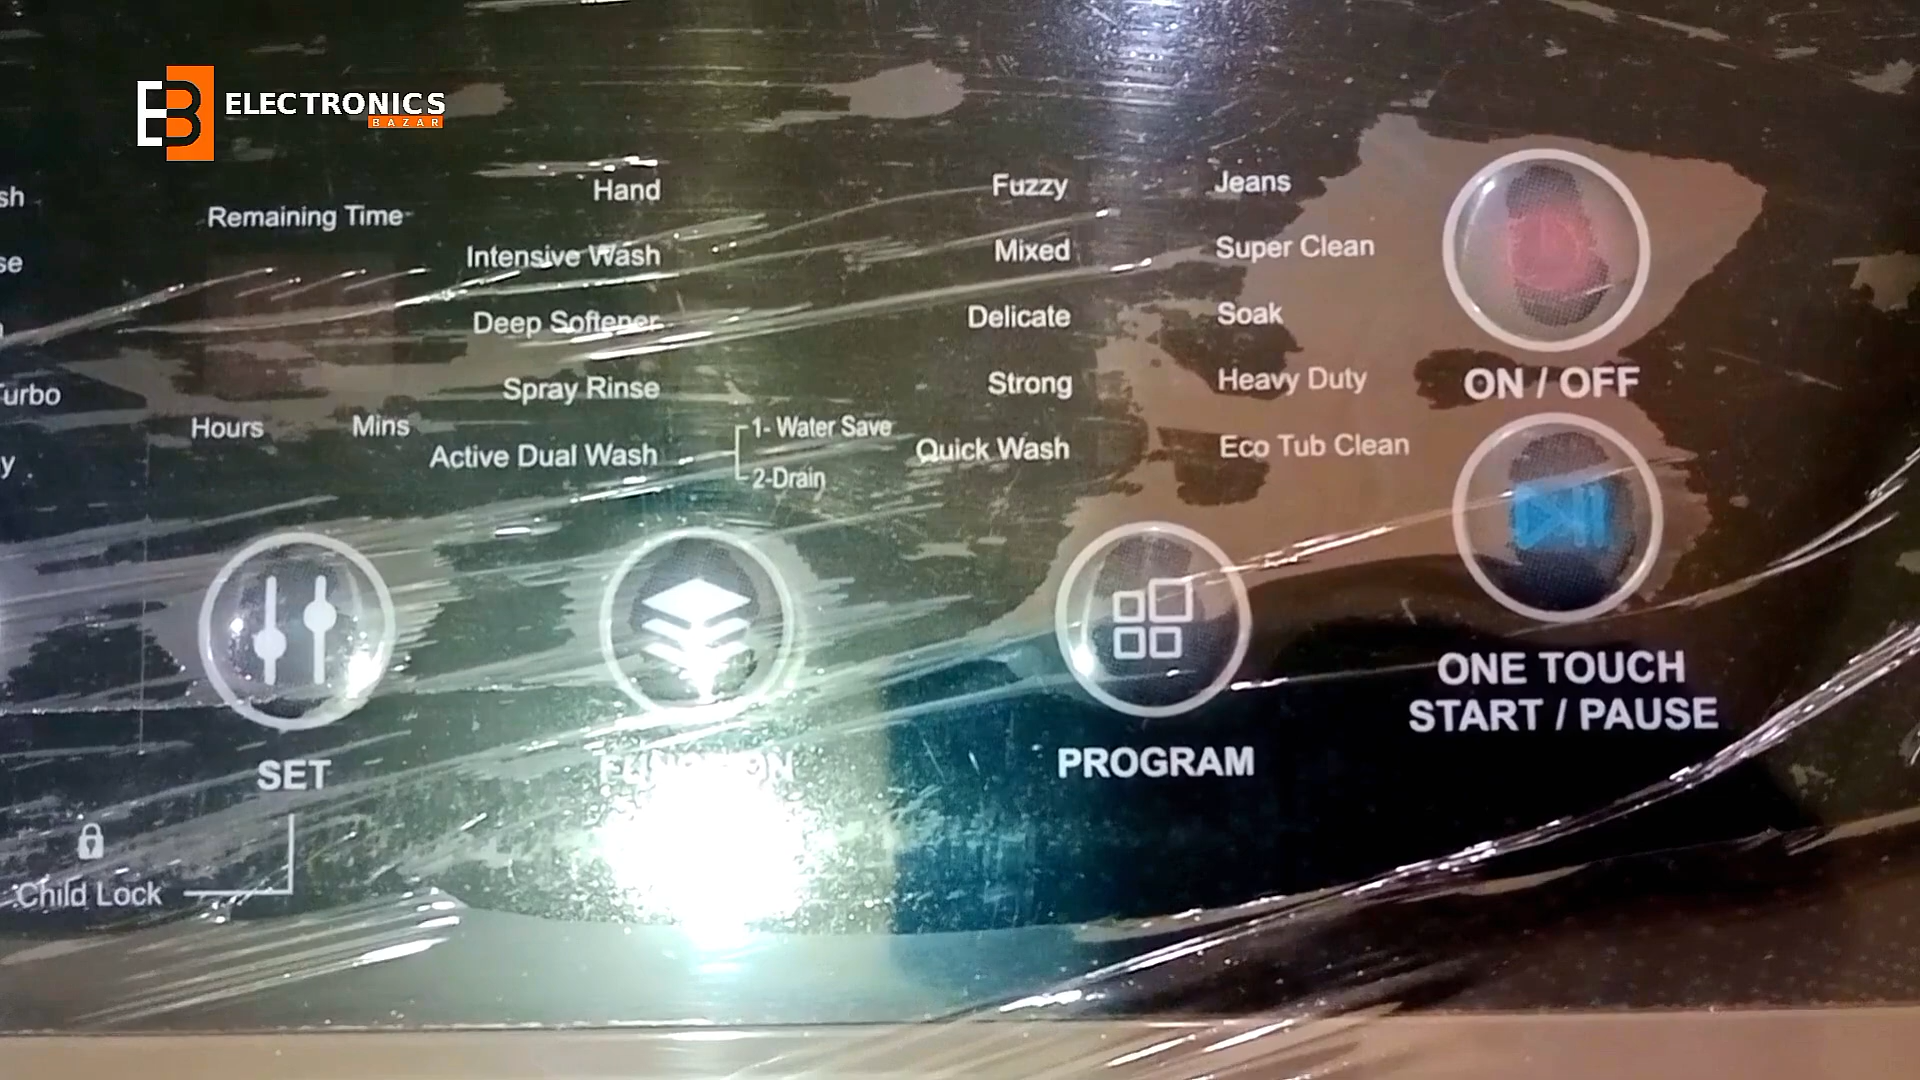 EB ELECTRONICS
BAZAR
sh
se
Turbo
y
Remaining Time
Hours Mins
Hand
Intensive Wash
Deep Softener
Spray Rinse
Active Dual Wash
1- Water Save
2-Drain
Fuzzy
Mixed
Delicate
Strong
Quick Wash
Jeans
Super Clean
Soak
Heavy Duty
Eco Tub Clean
ON / OFF
ONE TOUCH
START / PAUSE
SET
FUNCTION
PROGRAM
Child Lock